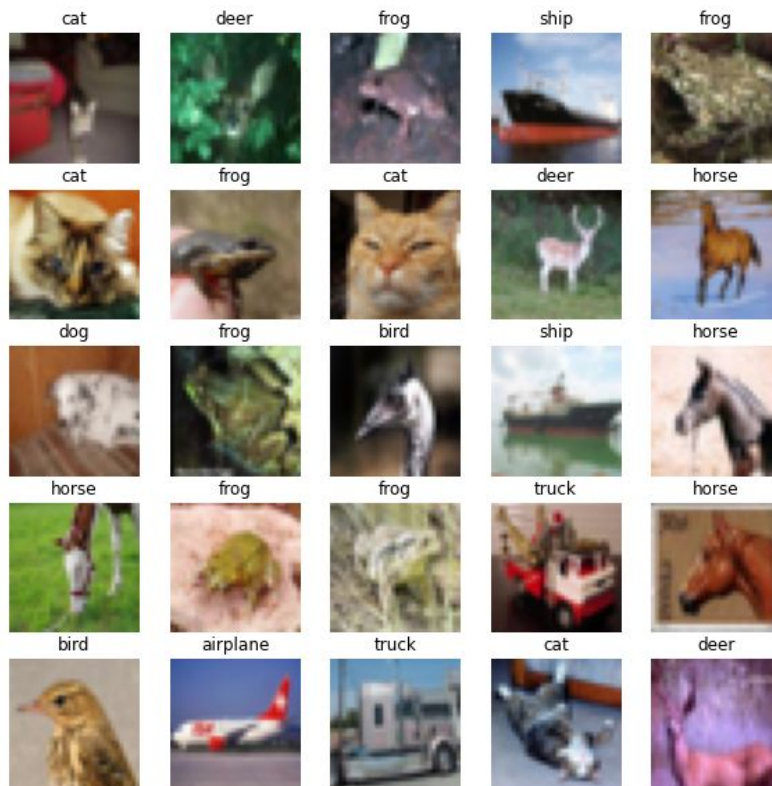 cat deer frog ship frog
cat frog cat deer horse
dog frog bird ship horse
horse frog frog truck horse
bird airplane truck cat deer